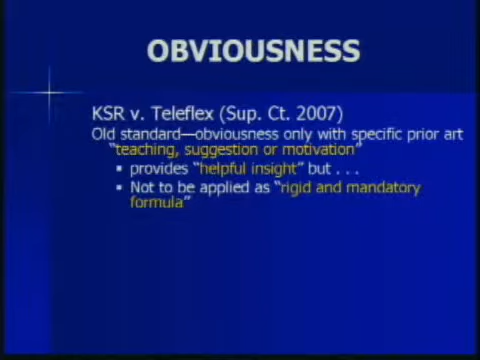 OBVIOUSNESS
KSR v. Teleflex (Sup. Ct. 2007)
Old standard—obviousness only with specific prior art
"teaching, suggestion or motivation"
▪ provides "helpful insight" but . . .
▪ Not to be applied as "rigid and mandatory
formula"